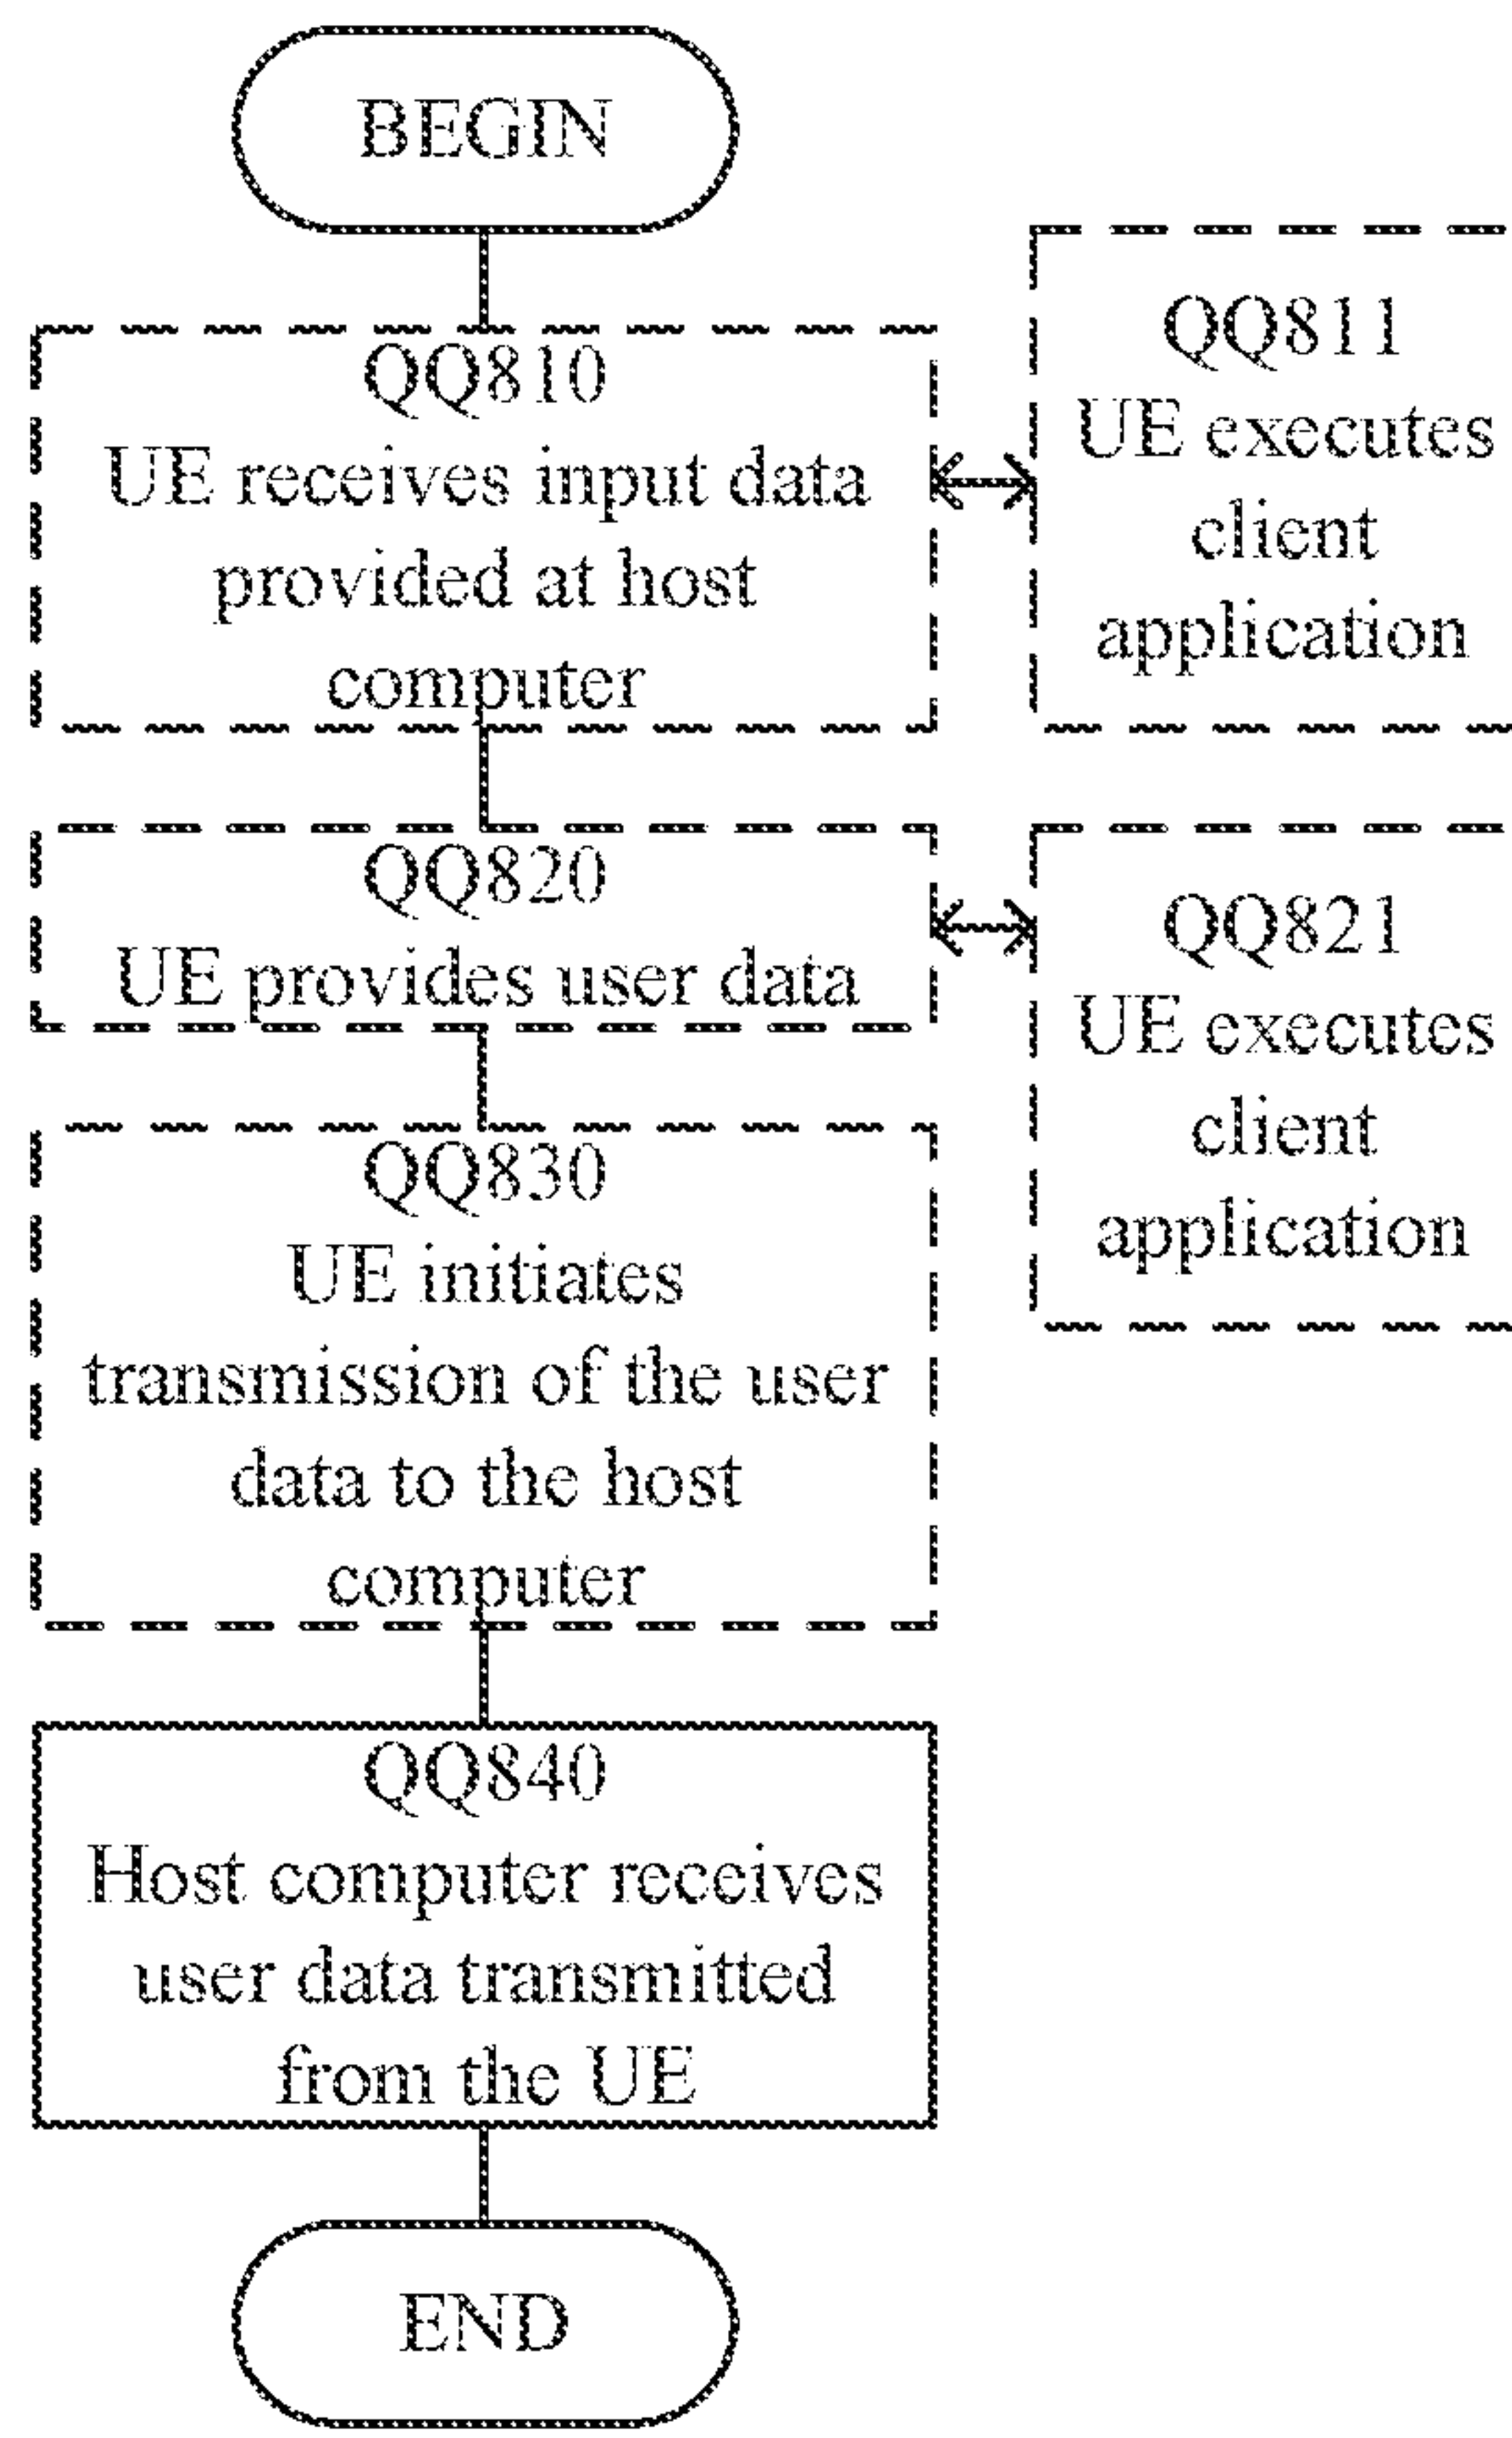 BEGIN
QQ810
UE receives input data
provided at host
computer
QQ811
UE executes
client
application
QQ820
UE provides user data
QQ821
UE executes
client
application
QQ830
UE initiates
transmission of the user
data to the host
computer
QQ840
Host computer receives
user data transmitted
from the UE
END